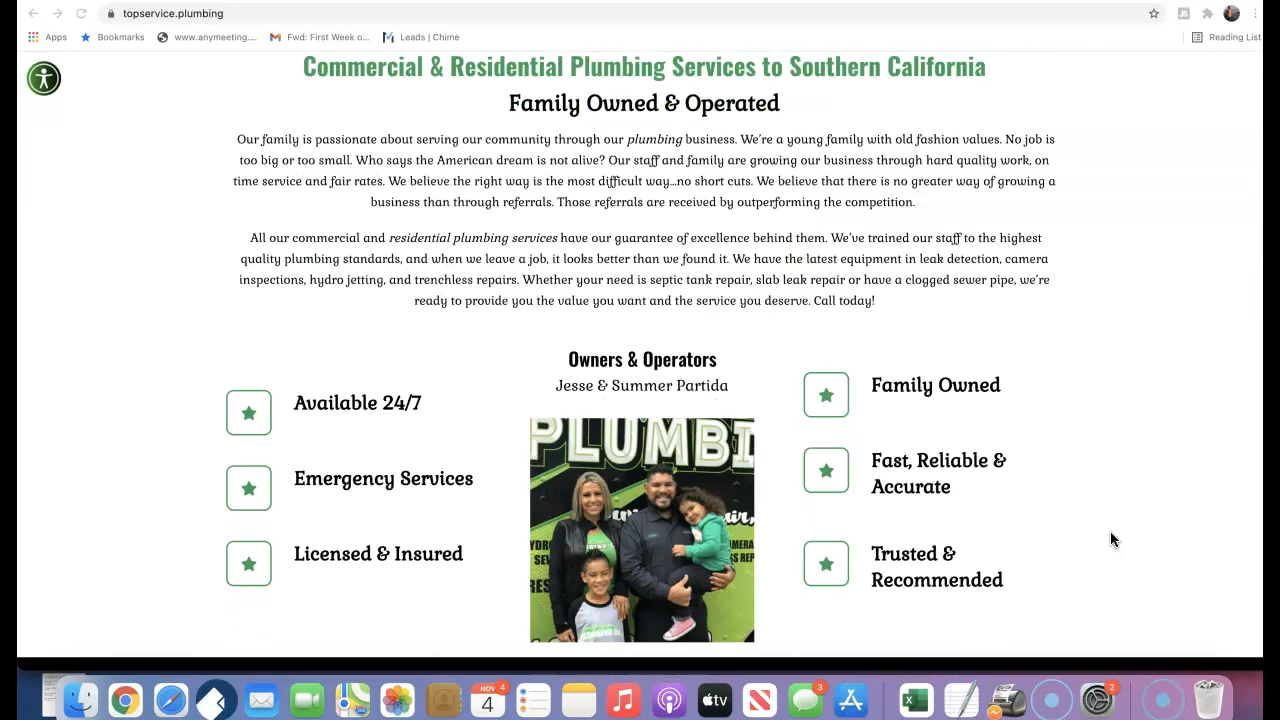 topservice.plumbing
Apps
Bookmarks
www.anymeeting....
Fwd: First Week o...
Leads | Chime
Reading List
Commercial & Residential Plumbing Services to Southern California
Family Owned & Operated
Our family is passionate about serving our community through our plumbing business. We're a young family with old fashion values. No job is
too big or too small. Who says the American dream is not alive? Our staff and family are growing our business through hard quality work, on
time service and fair rates. We believe the right way is the most difficult way...no short cuts. We believe that there is no greater way of growing a
business than through referrals. Those referrals are received by outperforming the competition.
All our commercial and residential plumbing services have our guarantee of excellence behind them. We've trained our staff to the highest
quality plumbing standards, and when we leave a job, it looks better than we found it. We have the latest equipment in leak detection, camera
inspections, hydro jetting, and trenchless repairs. Whether your need is septic tank repair, slab leak repair or have a clogged sewer pipe, we're
ready to provide you the value you want and the service you deserve. Call today!
Owners & Operators
Jesse & Summer Partida
Available 24/7
Emergency Services
Licensed & Insured
PLUMBI
Family Owned
Fast, Reliable &
Accurate
Trusted &
Recommended
NOV
4
4
tv
3
2